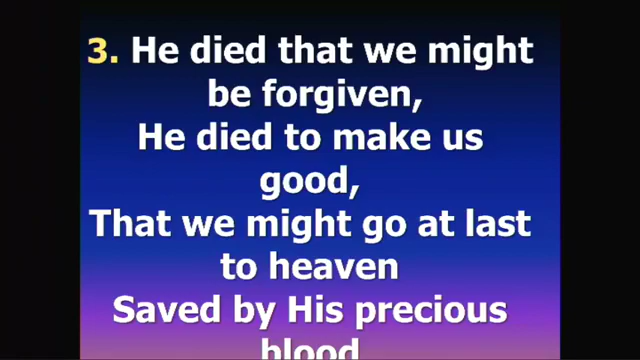 3. He died that we might
be forgiven,
He died to make us
good,
That we might go at last
to heaven
Saved by His precious
blood